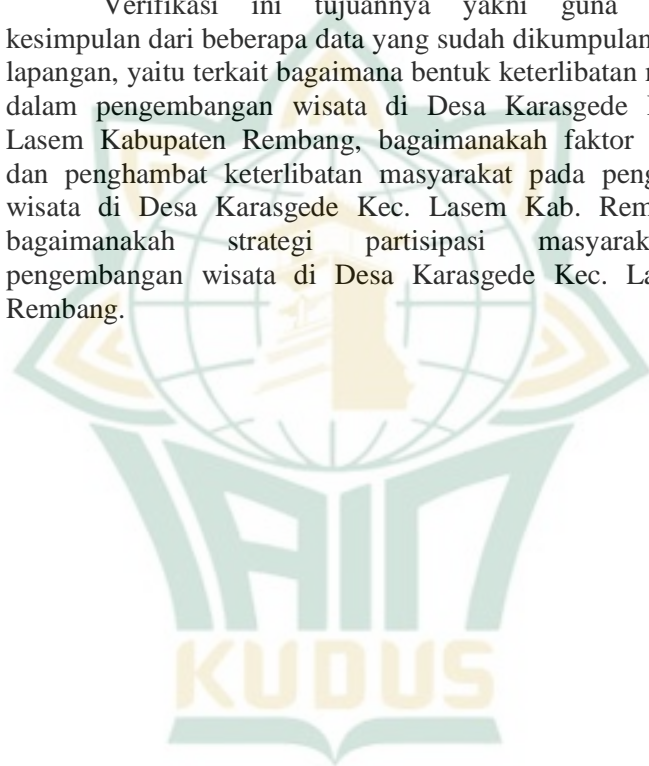 Verifikasi ini tujuannya yakni guna
kesimpulan dari beberapa data yang sudah dikumpulan
lapangan, yaitu terkait bagaimana bentuk keterlibatan
dalam pengembangan wisata di Desa Karasgede
Lasem Kabupaten Rembang, bagaimanakah faktor
dan penghambat keterlibatan masyarakat pada
wisata di Desa Karasgede Kec. Lasem Kab.
bagaimanakah strategi partisipasi
pengembangan wisata di Desa Karasgede Kec.
Rembang.
IAIN
KUDUS